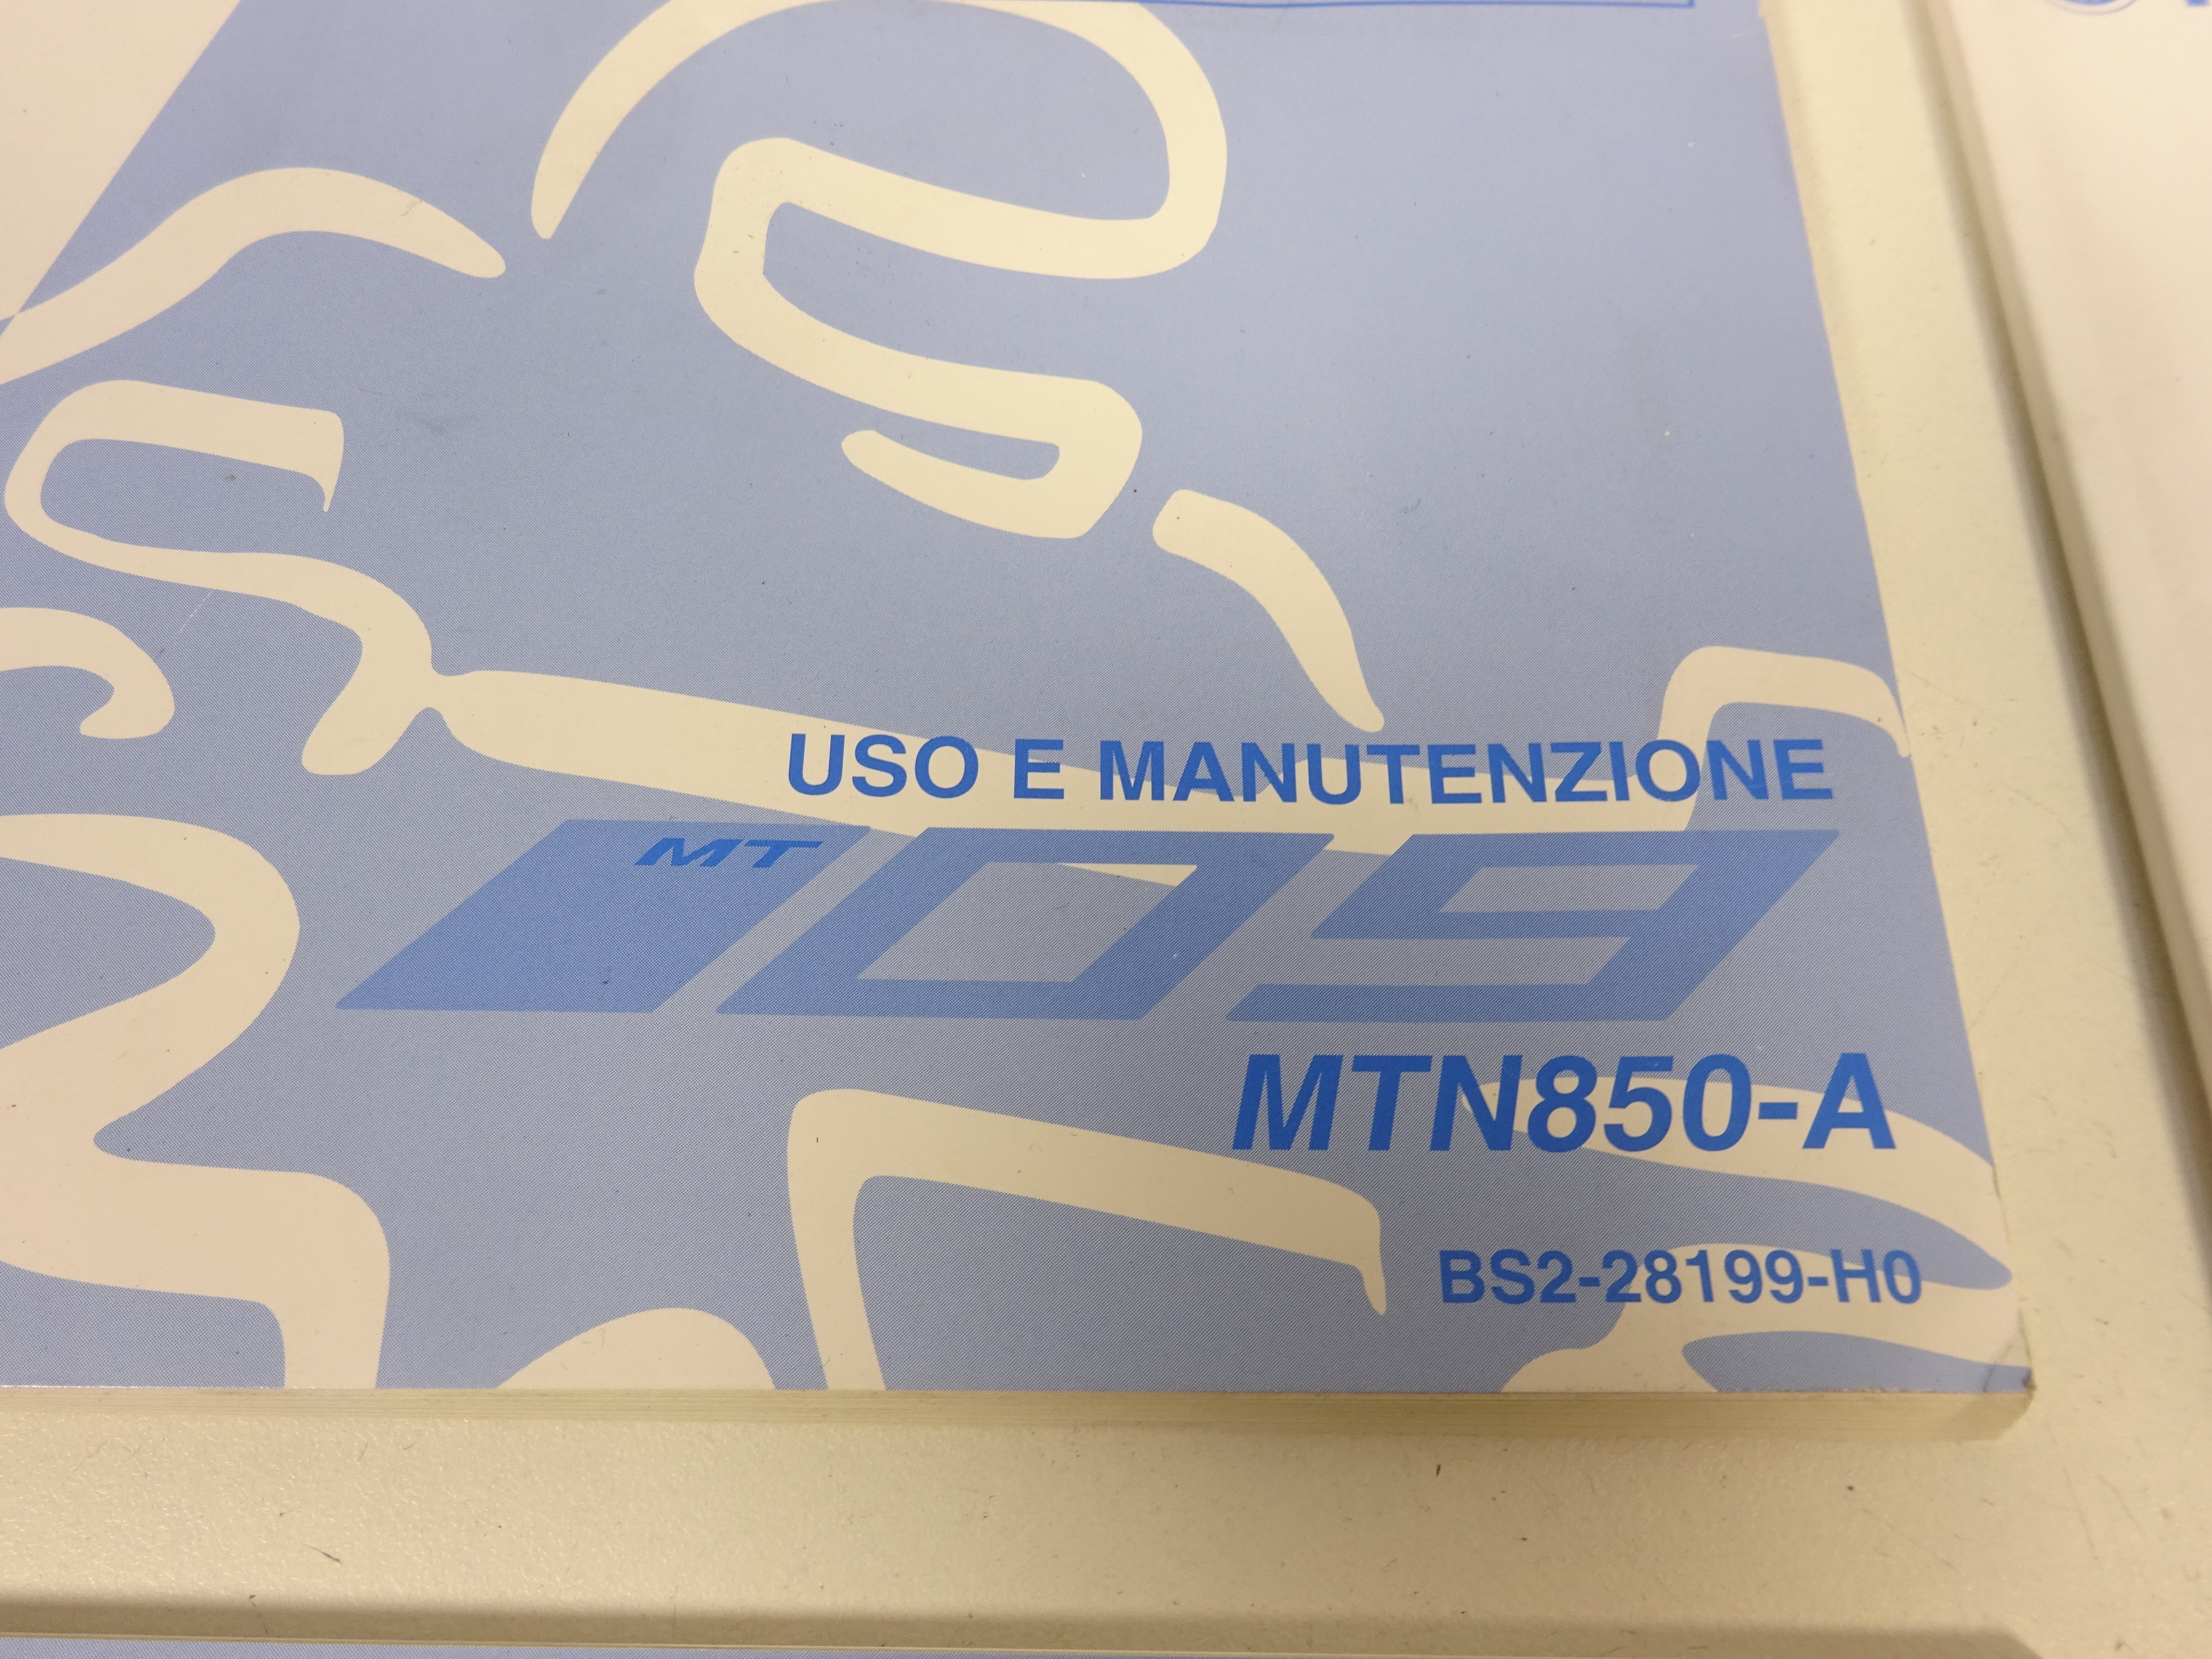 USO E MANUTENZIONE
MT
09
MTN850-A
BS2-28199-H0